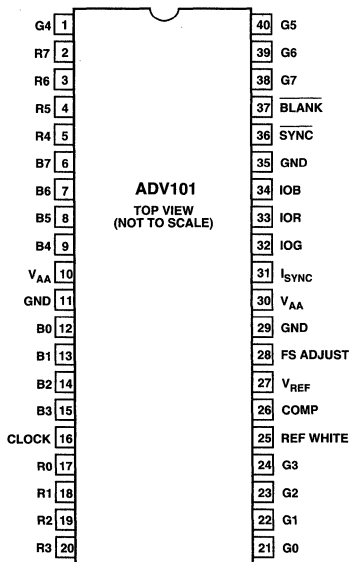 G4 1 40 G5
R7 2 39 G6
R6 3 38 G7
R5 4 37 BLANK
R4 5 36 SYNC
B7 6 35 GND
B6 7 ADV101 34 IOB
B5 8 TOP VIEW 33 IOR
B4 9 (NOT TO SCALE) 32 IOG
VAA 10 31 ISYNC
GND 11 30 VAA
B0 12 29 GND
B1 13 28 FS ADJUST
B2 14 27 VREF
B3 15 26 COMP
CLOCK 16 25 REF WHITE
R0 17 24 G3
R1 18 23 G2
R2 19 22 G1
R3 20 21 G0